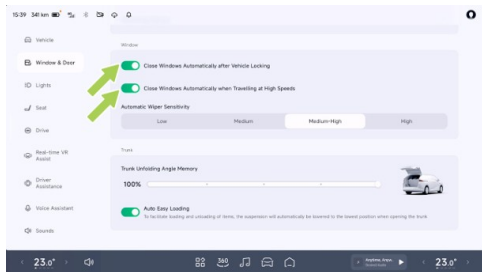 15:39 341 km
Vehicle
Window & Door
Lights
Seat
Drive
Real-time VR
Assist
Driver
Assistance
Voice Assistant
Sounds
Window
Close Windows Automatically after Vehicle Locking
Close Windows Automatically when Travelling at High Speeds
Automatic Wiper Sensitivity
Low Medium Medium-High High
Trunk
Trunk Unfolding Angle Memory
100%
Auto Easy Loading
To facilitate loading and unloading of items, the suspension will automatically be lowered to the lowest position when opening the trunk
23.0° 360 23.0°